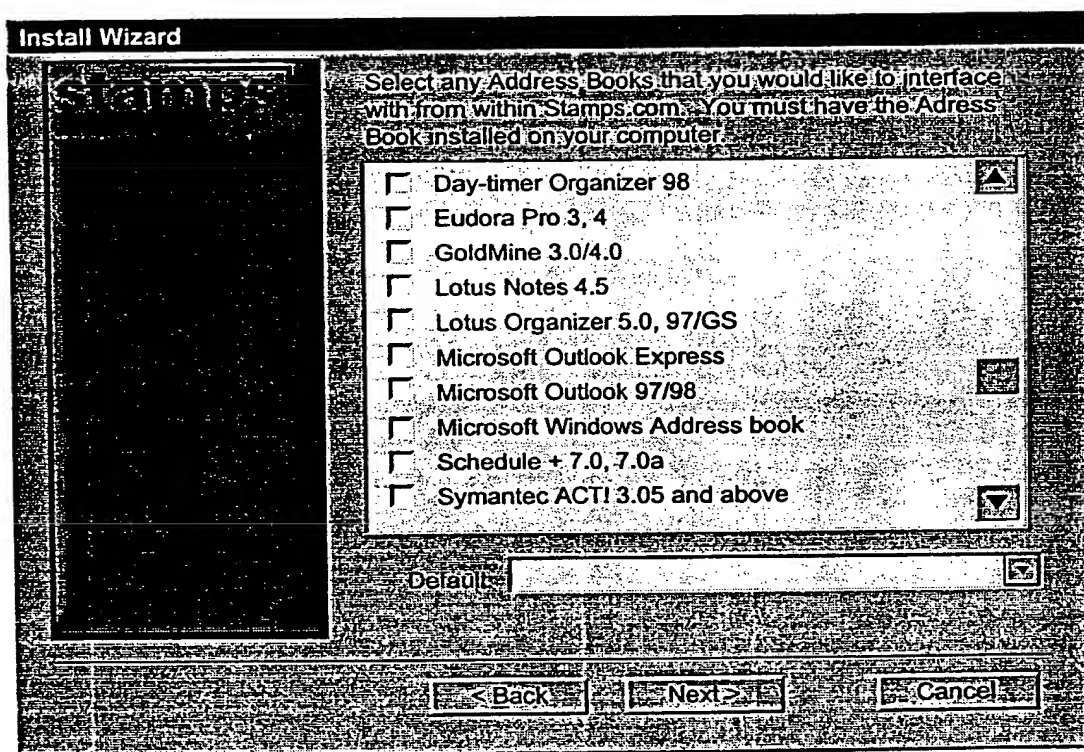 Install Wizard
stamps
Select any Address Books that you would like to interface
with from within Stamps.com. You must have the Adress
Book installed on your computer
Day-timer Organizer 98
Eudora Pro 3, 4
GoldMine 3.0/4.0
Lotus Notes 4.5
Lotus Organizer 5.0, 97/GS
Microsoft Outlook Express
Microsoft Outlook 97/98
Microsoft Windows Address book
Schedule + 7.0, 7.0a
Symantec ACT! 3.05 and above
Default:
< Back
Next >
Cancel